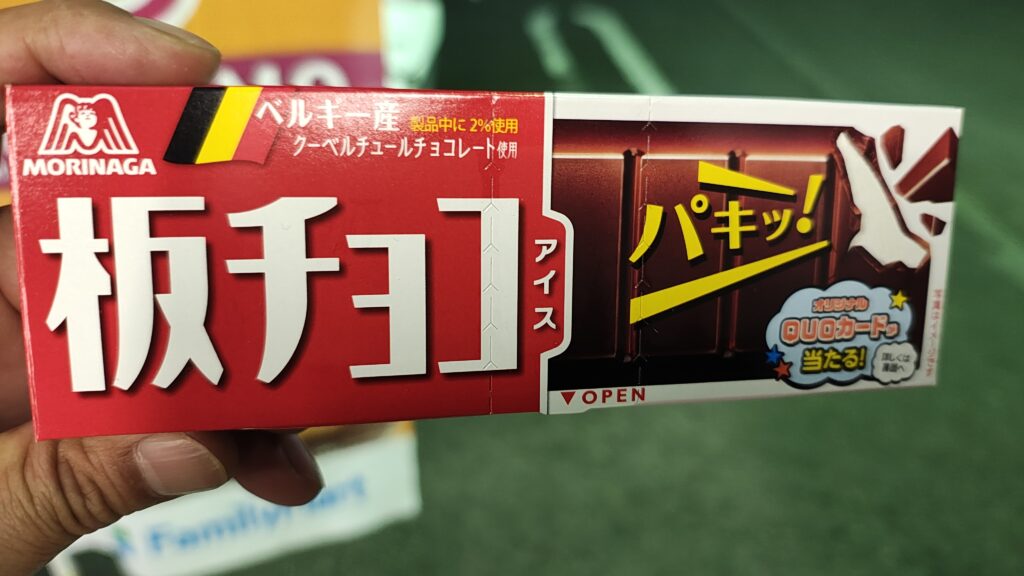 MORINAGA
ベルギー産 製品中に2%使用
クーベルチュールチョコレート使用
板チョコ
アイス
パキッ!
オリジナル
QUOカードが
当たる!
詳しくは
裏面へ
▼OPEN
FamilyMart